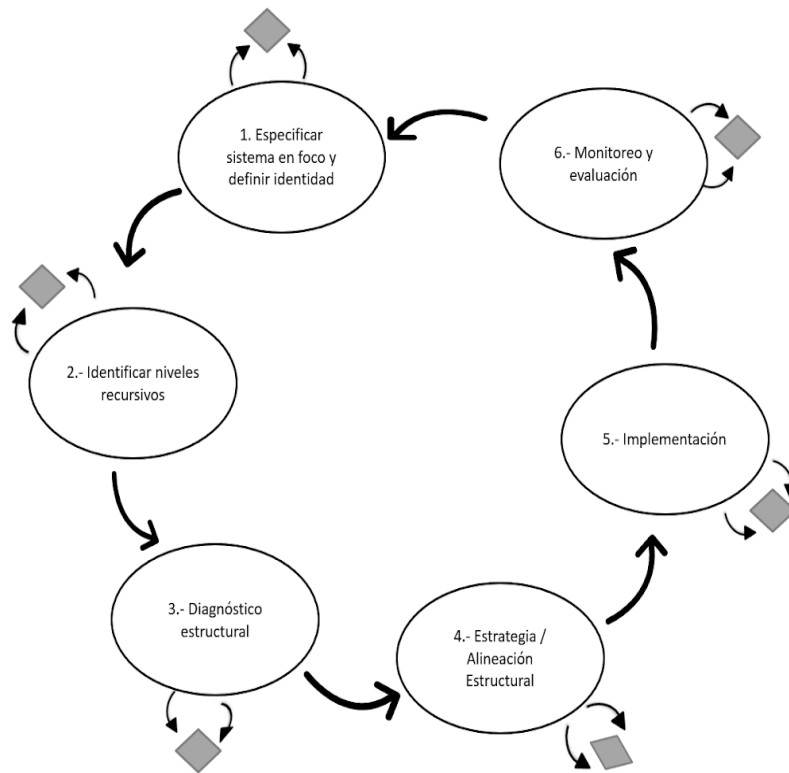 1. Especificar
sistema en foco y
definir identidad
2.- Identificar niveles
recursivos
3.- Diagnóstico
estructural
4.- Estrategia /
Alineación
Estructural
5.- Implementación
6.- Monitoreo y
evaluación